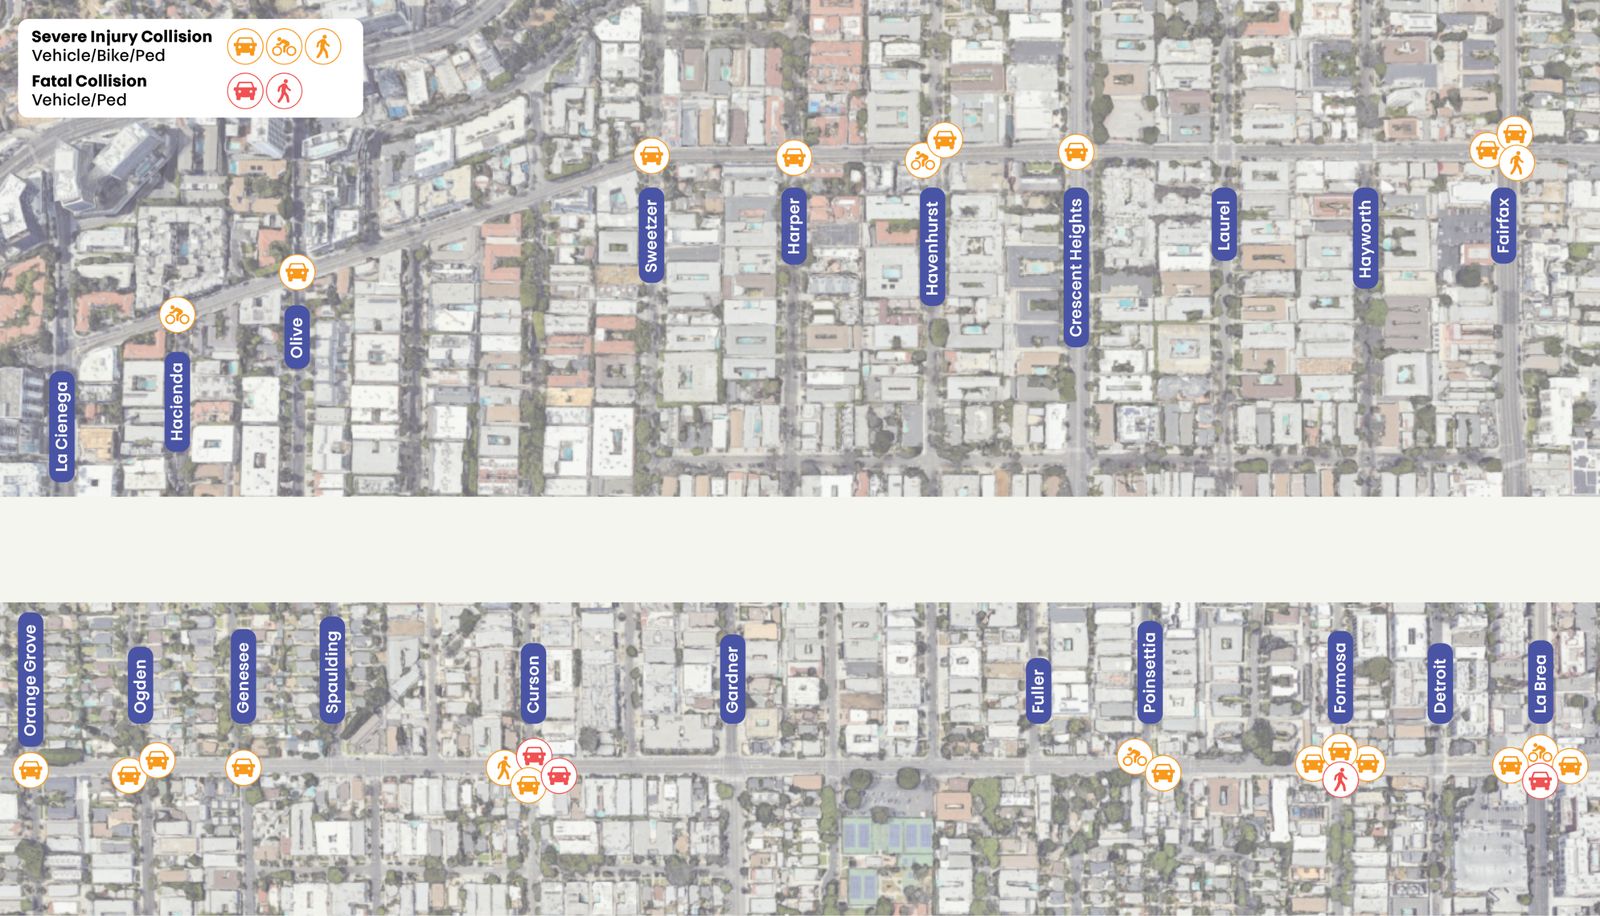 Severe Injury Collision
Vehicle/Bike/Ped
Fatal Collision
Vehicle/Ped
La Cienega
Hacienda
Olive
Sweetzer
Harper
Havenhurst
Crescent Heights
Laurel
Hayworth
Fairfax
Orange Grove
Ogden
Genesee
Spaulding
Curson
Gardner
Fuller
Poinsettia
Formosa
Detroit
La Brea